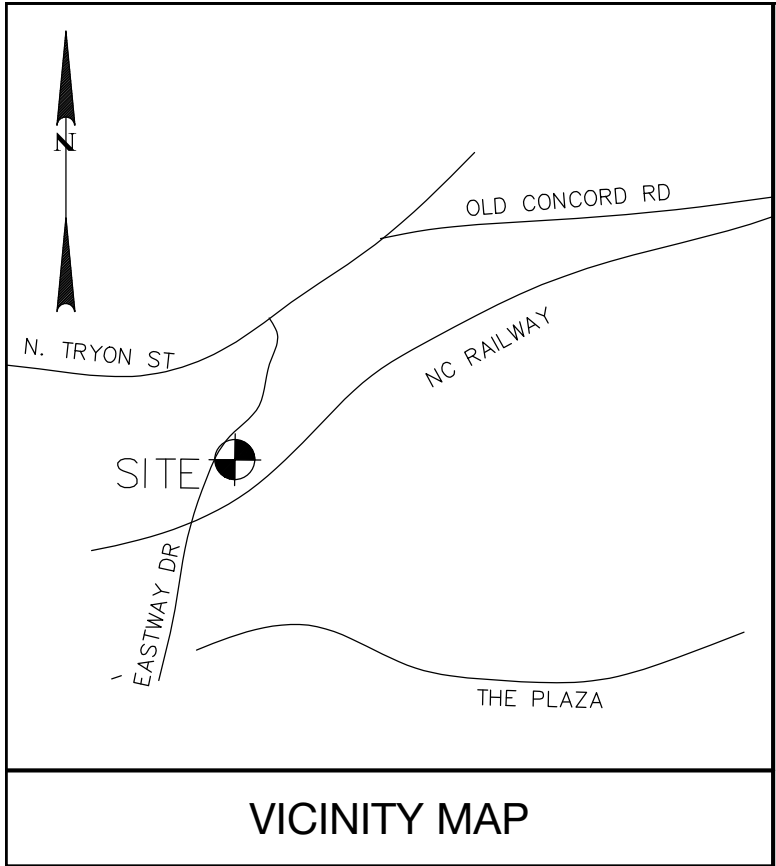 N
OLD CONCORD RD
NC RAILWAY
N. TRYON ST
SITE
EASTWAY DR
THE PLAZA
VICINITY MAP